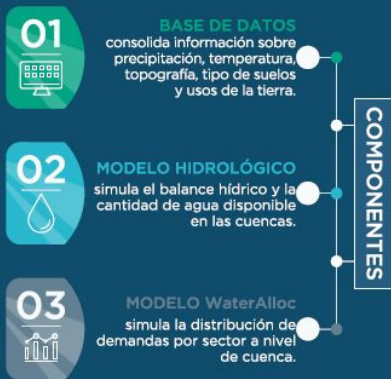 01
BASE DE DATOS
consolida información sobre
precipitación, temperatura,
topografía, tipo de suelos
y usos de la tierra.
02
MODELO HIDROLÓGICO
simula el balance hídrico y la
cantidad de agua disponible
en las cuencas.
03
MODELO WaterAlloc
simula la distribución de
demandas por sector a nivel
de cuenca.
COMPONENTES